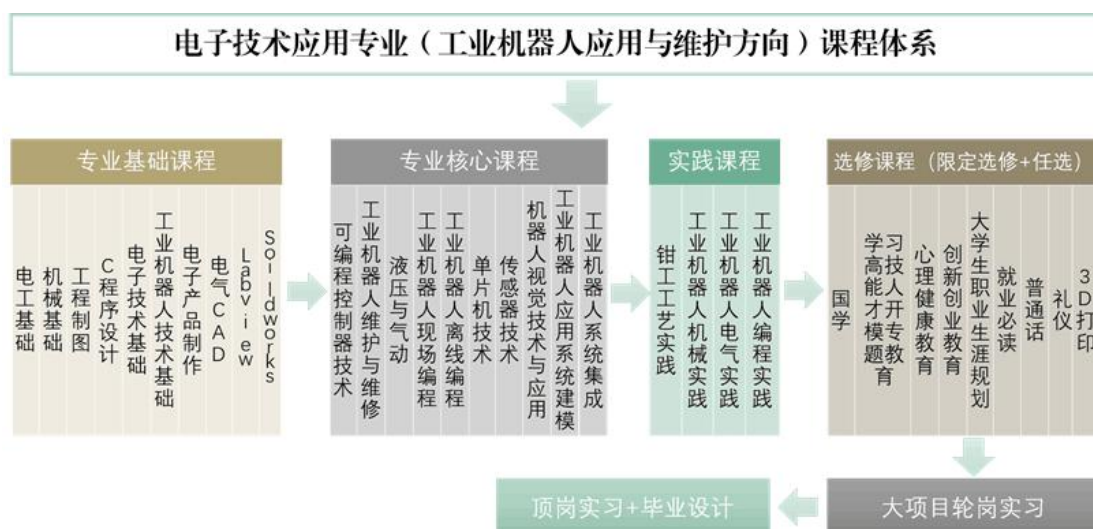 电子技术应用专业（工业机器人应用与维护方向）课程体系
专业基础课程
电工基础
机械基础
工程制图
C程序设计
电子技术基础
工业机器人技术基础
电子产品制作
电气CAD
Labview
Soildworks
专业核心课程
可编程控制器技术
工业机器人维护与维修
液压与气动
工业机器人现场编程
工业机器人离线编程
单片机技术
传感器技术
机器人视觉技术与应用
工业机器人应用系统建模
工业机器人系统集成
实践课程
钳工工艺实践
工业机器人机械实践
工业机器人电气实践
工业机器人编程实践
选修课程（限定选修+任选）
国学
学习高技能人才开模专题教育
心理健康教育
创新创业教育
大学生职业生涯规划
就业必读
普通话
礼仪
3D打印
顶岗实习+毕业设计
大项目轮岗实习